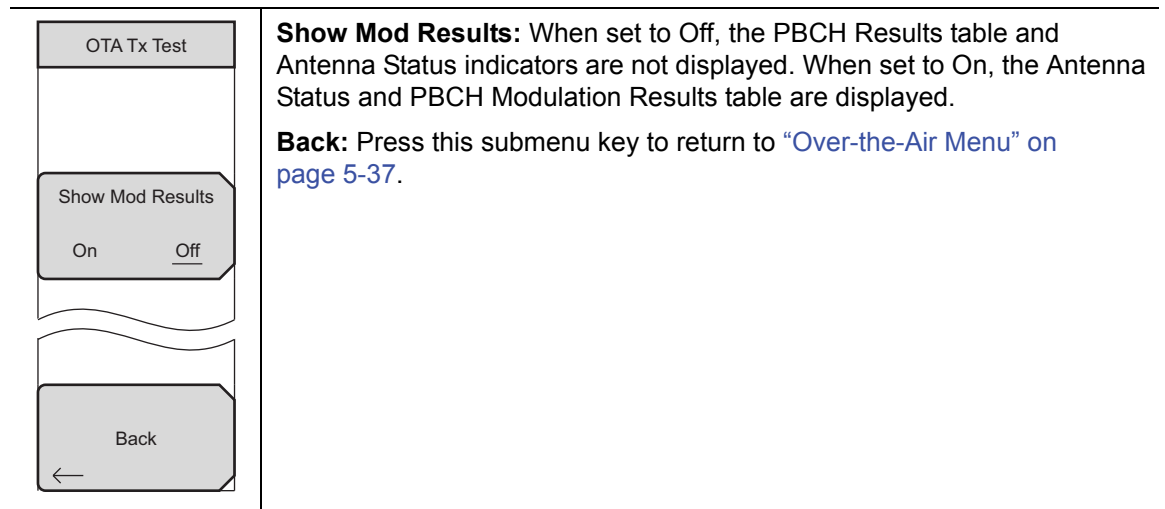 OTA Tx Test
Show Mod Results
On Off
Back
Show Mod Results: When set to Off, the PBCH Results table and
Antenna Status indicators are not displayed. When set to On, the Antenna
Status and PBCH Modulation Results table are displayed.
Back: Press this submenu key to return to “Over-the-Air Menu” on
page 5-37.